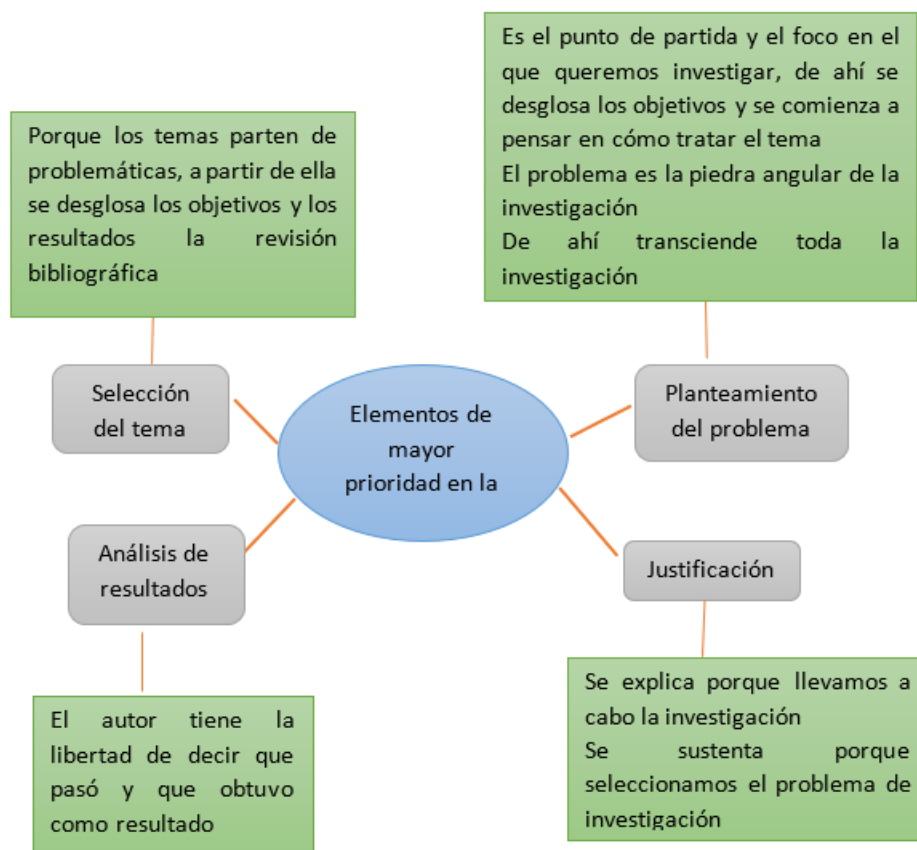 Es el punto de partida y el foco en el
que queremos investigar, de ahí se
desglosa los objetivos y se comienza a
pensar en cómo tratar el tema
El problema es la piedra angular de la
investigación
De ahí transciende toda la
investigación
Porque los temas parten de
problemáticas, a partir de ella
se desglosa los objetivos y los
resultados la revisión
bibliográfica
Selección
del tema
Elementos de
mayor
prioridad en la
Planteamiento
del problema
Análisis de
resultados
Justificación
El autor tiene la
libertad de decir que
pasó y que obtuvo
como resultado
Se explica porque llevamos a
cabo la investigación
Se sustenta porque
seleccionamos el problema de
investigación